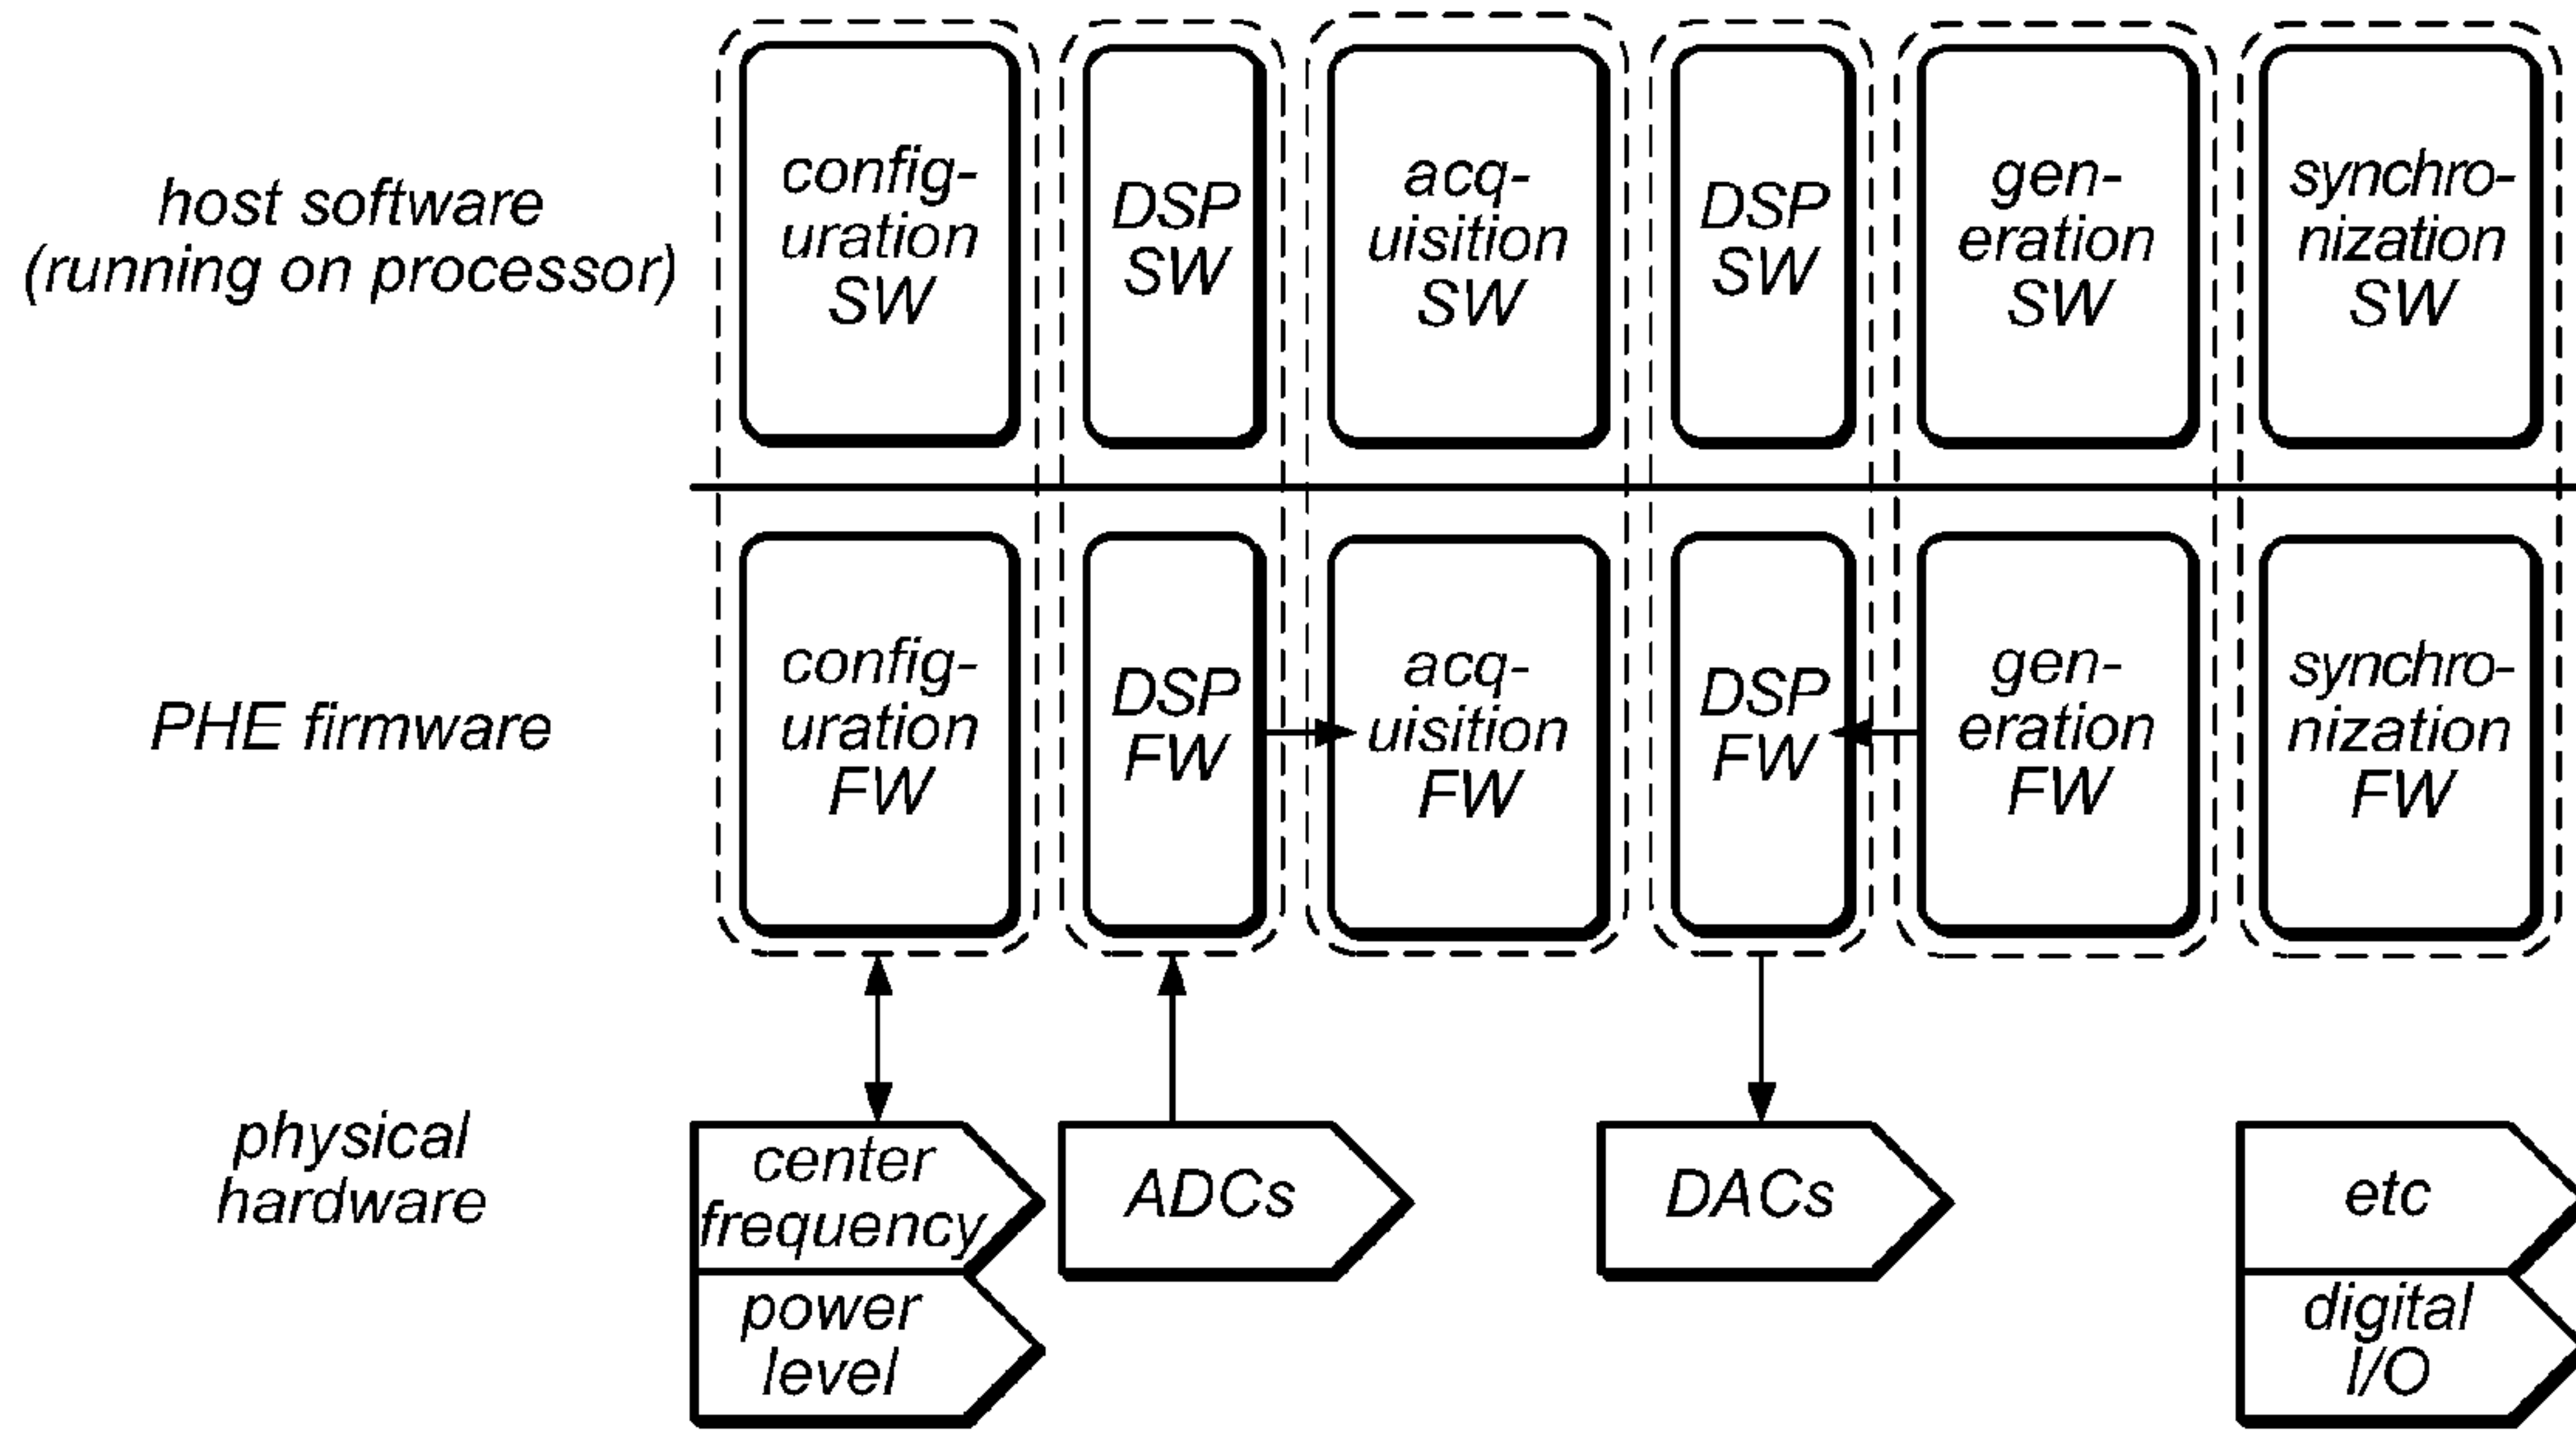 host software
(running on processor)
config-
uration
SW
DSP
SW
acq-
uisition
SW
DSP
SW
gen-
eration
SW
synchro-
nization
SW
PHE firmware
config-
uration
FW
DSP
FW
acq-
uisition
FW
DSP
FW
gen-
eration
FW
synchro-
nization
FW
physical
hardware
center
frequency
power
level
ADCs
DACs
etc
digital
I/O